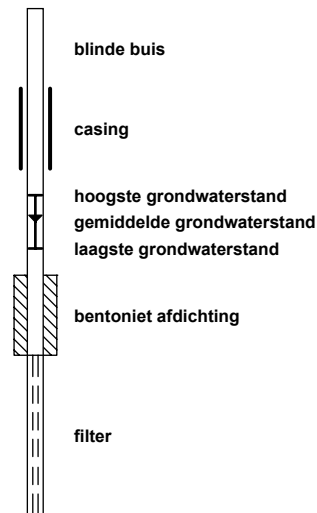 blinde buis
casing
hoogste grondwaterstand
gemiddelde grondwaterstand
laagste grondwaterstand
bentoniet afdichting
filter